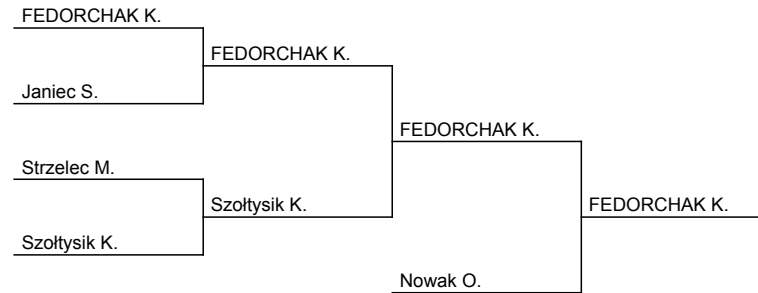 FEDORCHAK K.
FEDORCHAK K.
Janiec S.
FEDORCHAK K.
Strzelec M.
Szołtysik K.
FEDORCHAK K.
Szołtysik K.
Nowak O.